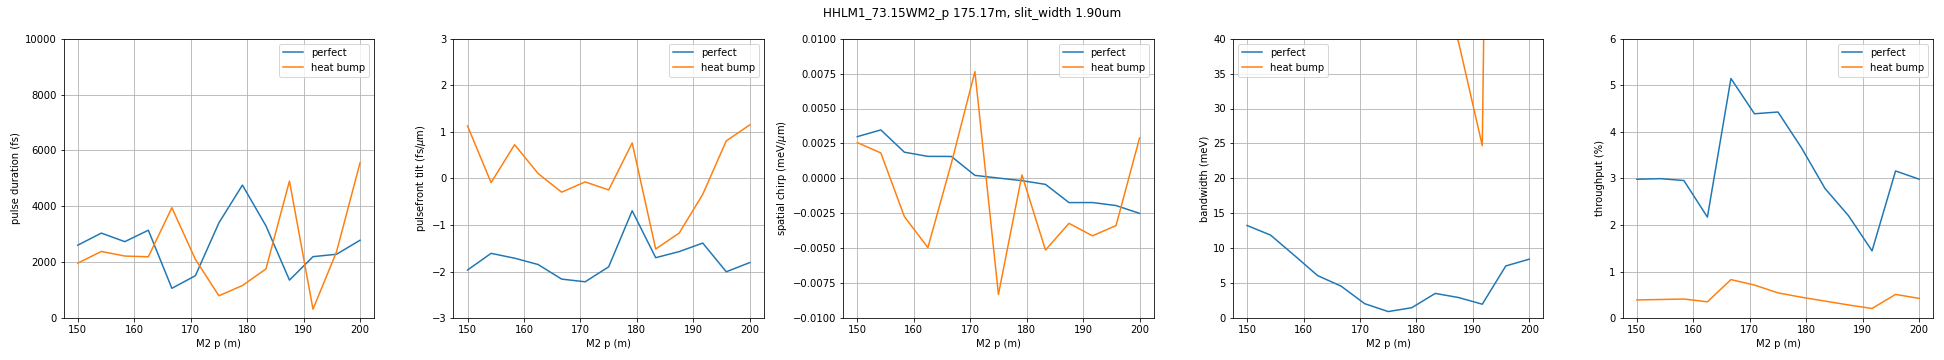 HHLM1_73.15WM2_p 175.17m, slit_width 1.90um
pulse duration (fs)
10000
8000
6000
4000
2000
0
150 160 170 180 190 200
M2 p (m)
perfect
heat bump
pulsefront tilt (fs/μm)
3
2
1
0
−1
−2
−3
150 160 170 180 190 200
M2 p (m)
perfect
heat bump
spatial chirp (meV/μm)
0.0100
0.0075
0.0050
0.0025
0.0000
−0.0025
−0.0050
−0.0075
−0.0100
150 160 170 180 190 200
M2 p (m)
perfect
heat bump
bandwidth (meV)
40
35
30
25
20
15
10
5
0
150 160 170 180 190 200
M2 p (m)
perfect
heat bump
throughput (%)
6
5
4
3
2
1
0
150 160 170 180 190 200
M2 p (m)
perfect
heat bump